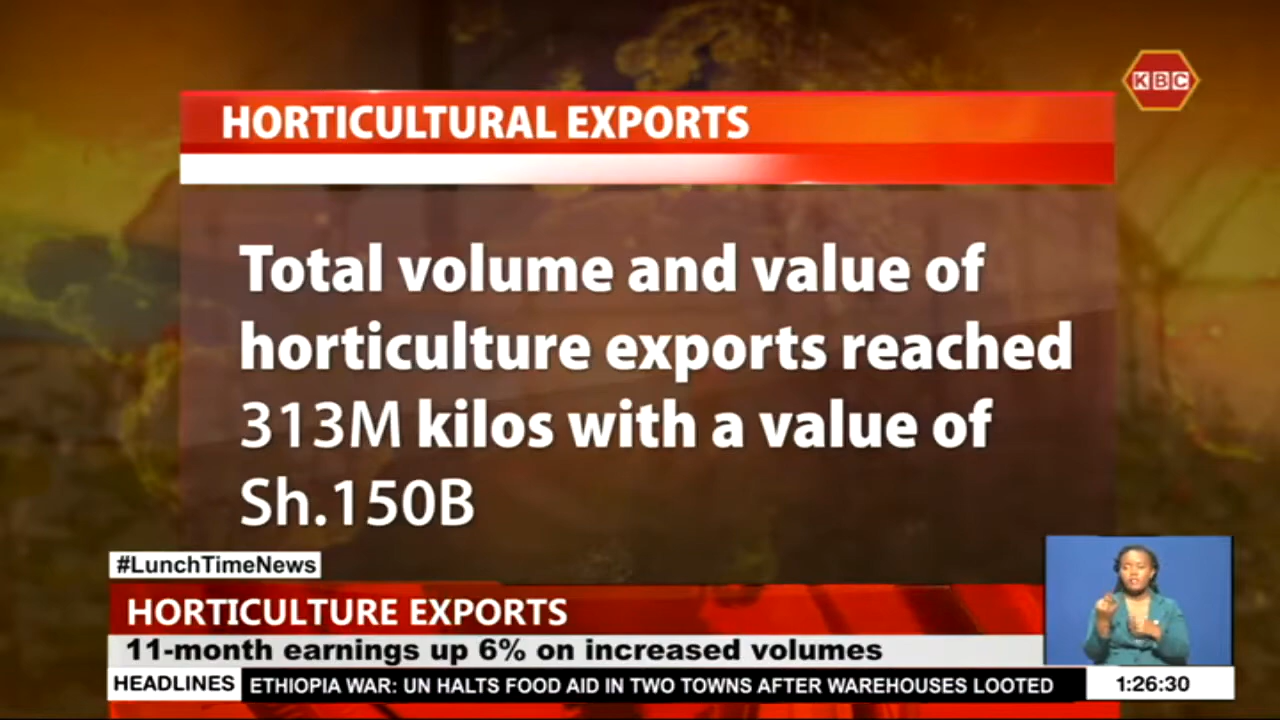 KBC
HORTICULTURAL EXPORTS
Total volume and value of
horticulture exports reached
313M kilos with a value of
Sh.150B
#LunchTimeNews
HORTICULTURE EXPORTS
11-month earnings up 6% on increased volumes
HEADLINES ETHIOPIA WAR: UN HALTS FOOD AID IN TWO TOWNS AFTER WAREHOUSES LOOTED 1:26:30